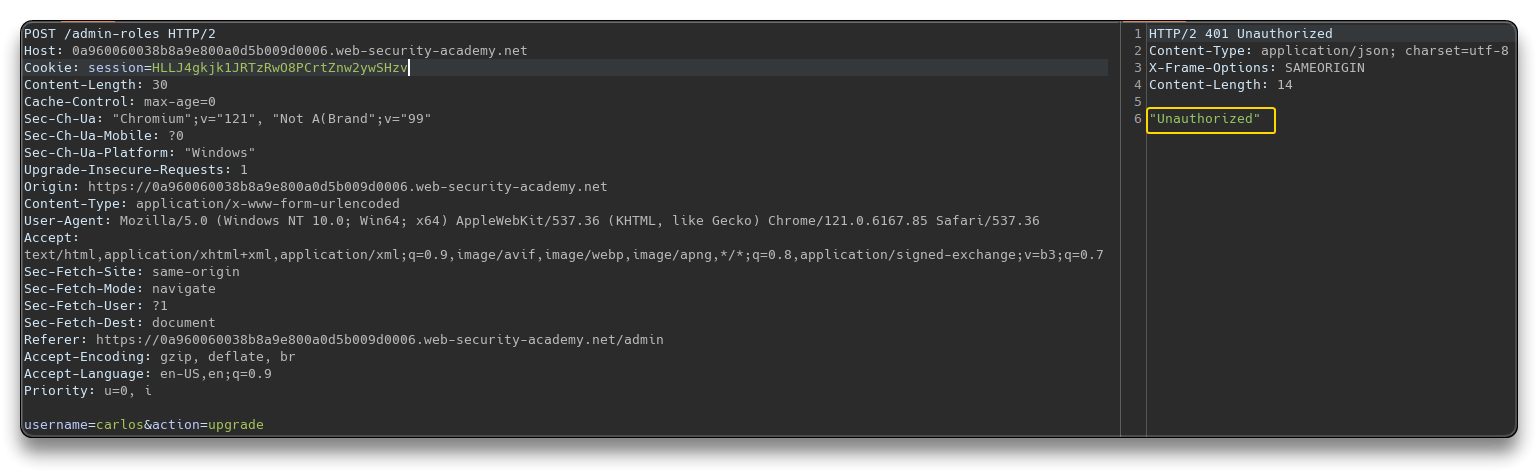 POST /admin-roles HTTP/2
Host: 0a960060038b8a9e800a0d5b009d0006.web-security-academy.net
Cookie: session=HLLJ4gkjk1JRTzRwO8PCrtZnw2ywSHzv
Content-Length: 30
Cache-Control: max-age=0
Sec-Ch-Ua: "Chromium";v="121", "Not A(Brand";v="99"
Sec-Ch-Ua-Mobile: ?0
Sec-Ch-Ua-Platform: "Windows"
Upgrade-Insecure-Requests: 1
Origin: https://0a960060038b8a9e800a0d5b009d0006.web-security-academy.net
Content-Type: application/x-www-form-urlencoded
User-Agent: Mozilla/5.0 (Windows NT 10.0; Win64; x64) AppleWebKit/537.36 (KHTML, like Gecko) Chrome/121.0.6167.85 Safari/537.36
Accept:
text/html,application/xhtml+xml,application/xml;q=0.9,image/avif,image/webp,image/apng,*/*;q=0.8,application/signed-exchange;v=b3;q=0.7
Sec-Fetch-Site: same-origin
Sec-Fetch-Mode: navigate
Sec-Fetch-User: ?1
Sec-Fetch-Dest: document
Referer: https://0a960060038b8a9e800a0d5b009d0006.web-security-academy.net/admin
Accept-Encoding: gzip, deflate, br
Accept-Language: en-US,en;q=0.9
Priority: u=0, i
username=carlos&action=upgrade
1 HTTP/2 401 Unauthorized
2 Content-Type: application/json; charset=utf-8
3 X-Frame-Options: SAMEORIGIN
4 Content-Length: 14
5
6 "Unauthorized"